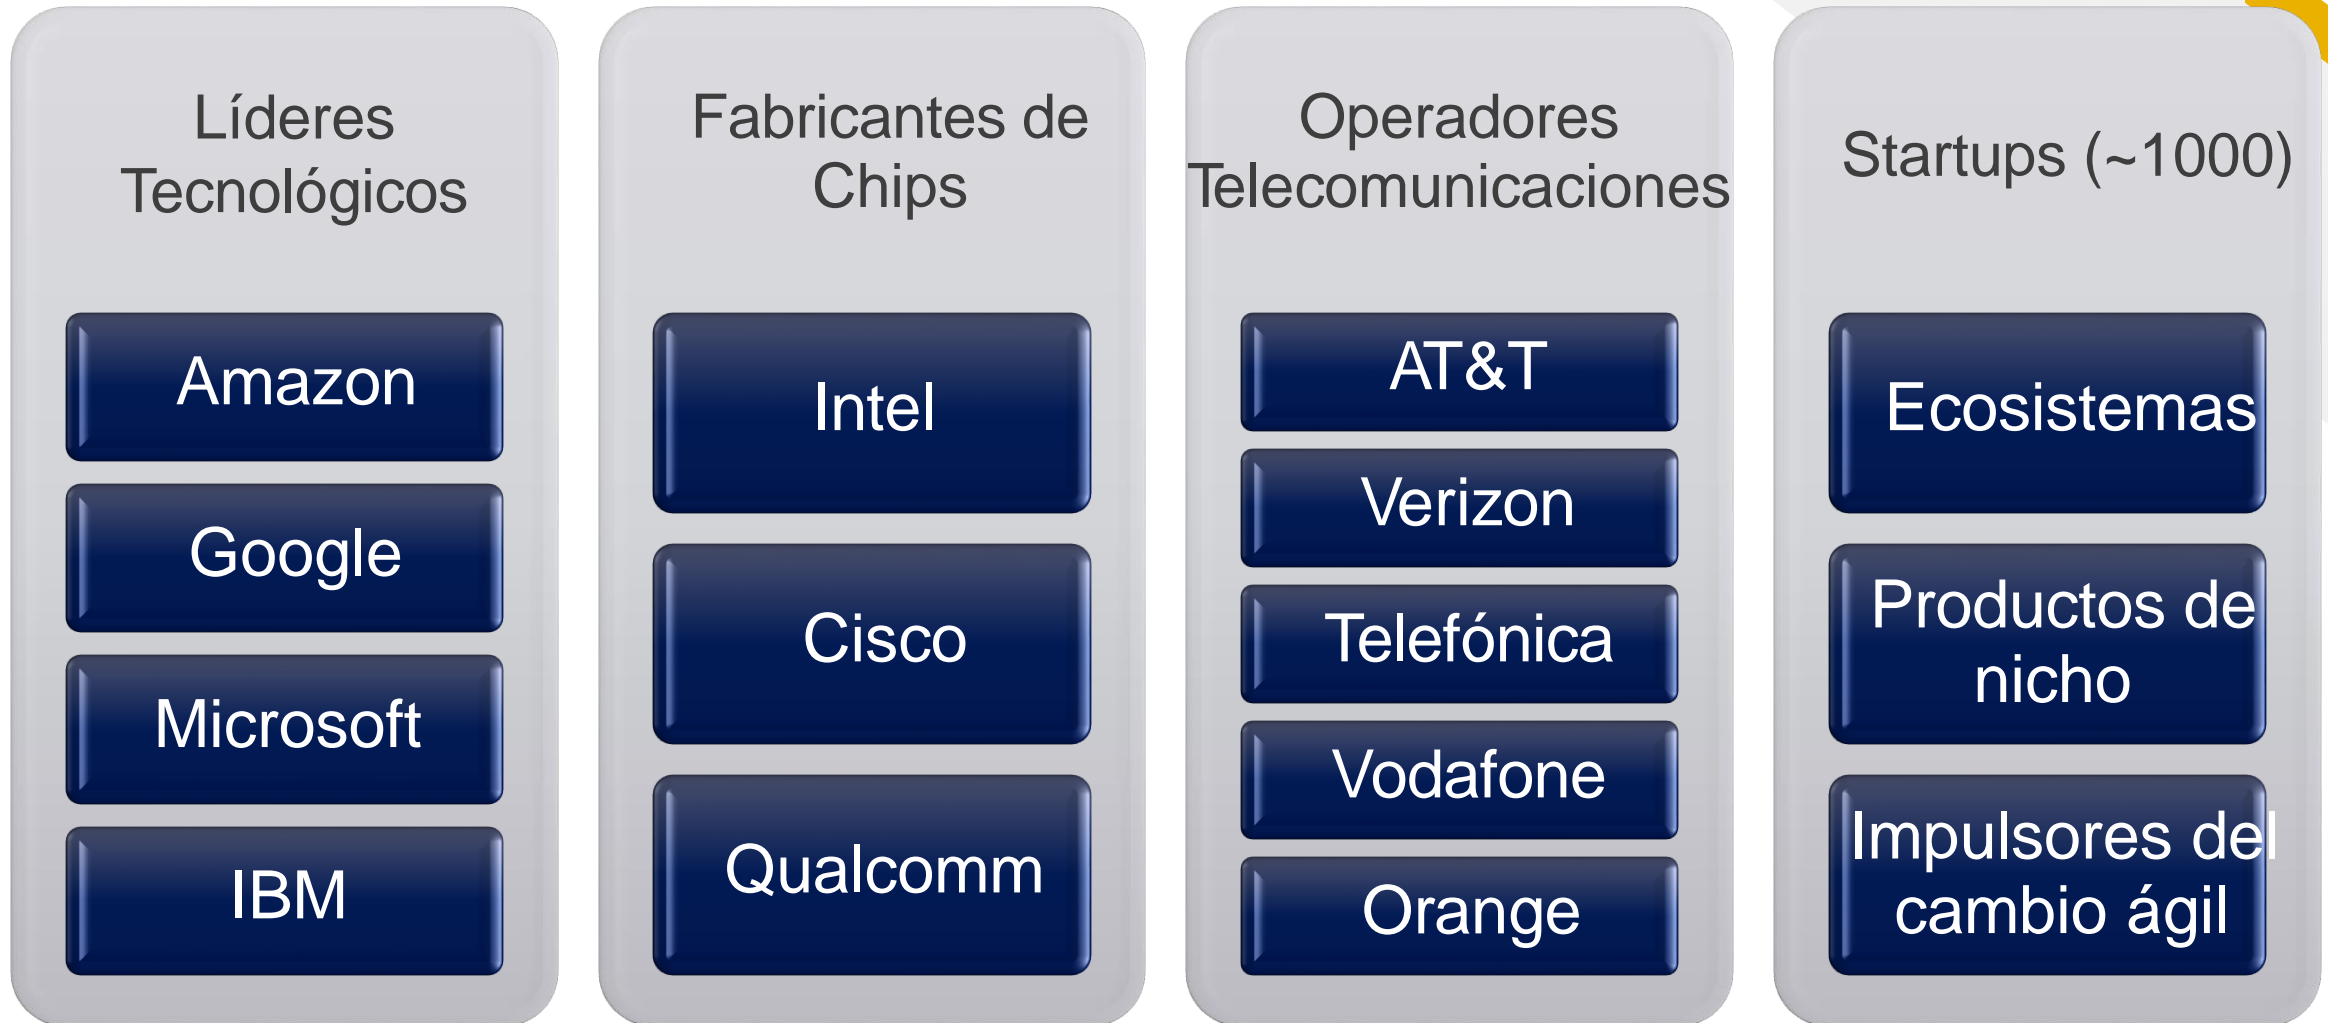 Líderes
Tecnológicos
Amazon
Google
Microsoft
IBM
Fabricantes de
Chips
Intel
Cisco
Qualcomm
Operadores
Telecomunicaciones
AT&T
Verizon
Telefónica
Vodafone
Orange
Startups (~1000)
Ecosistemas
Productos de
nicho
Impulsores del
cambio ágil